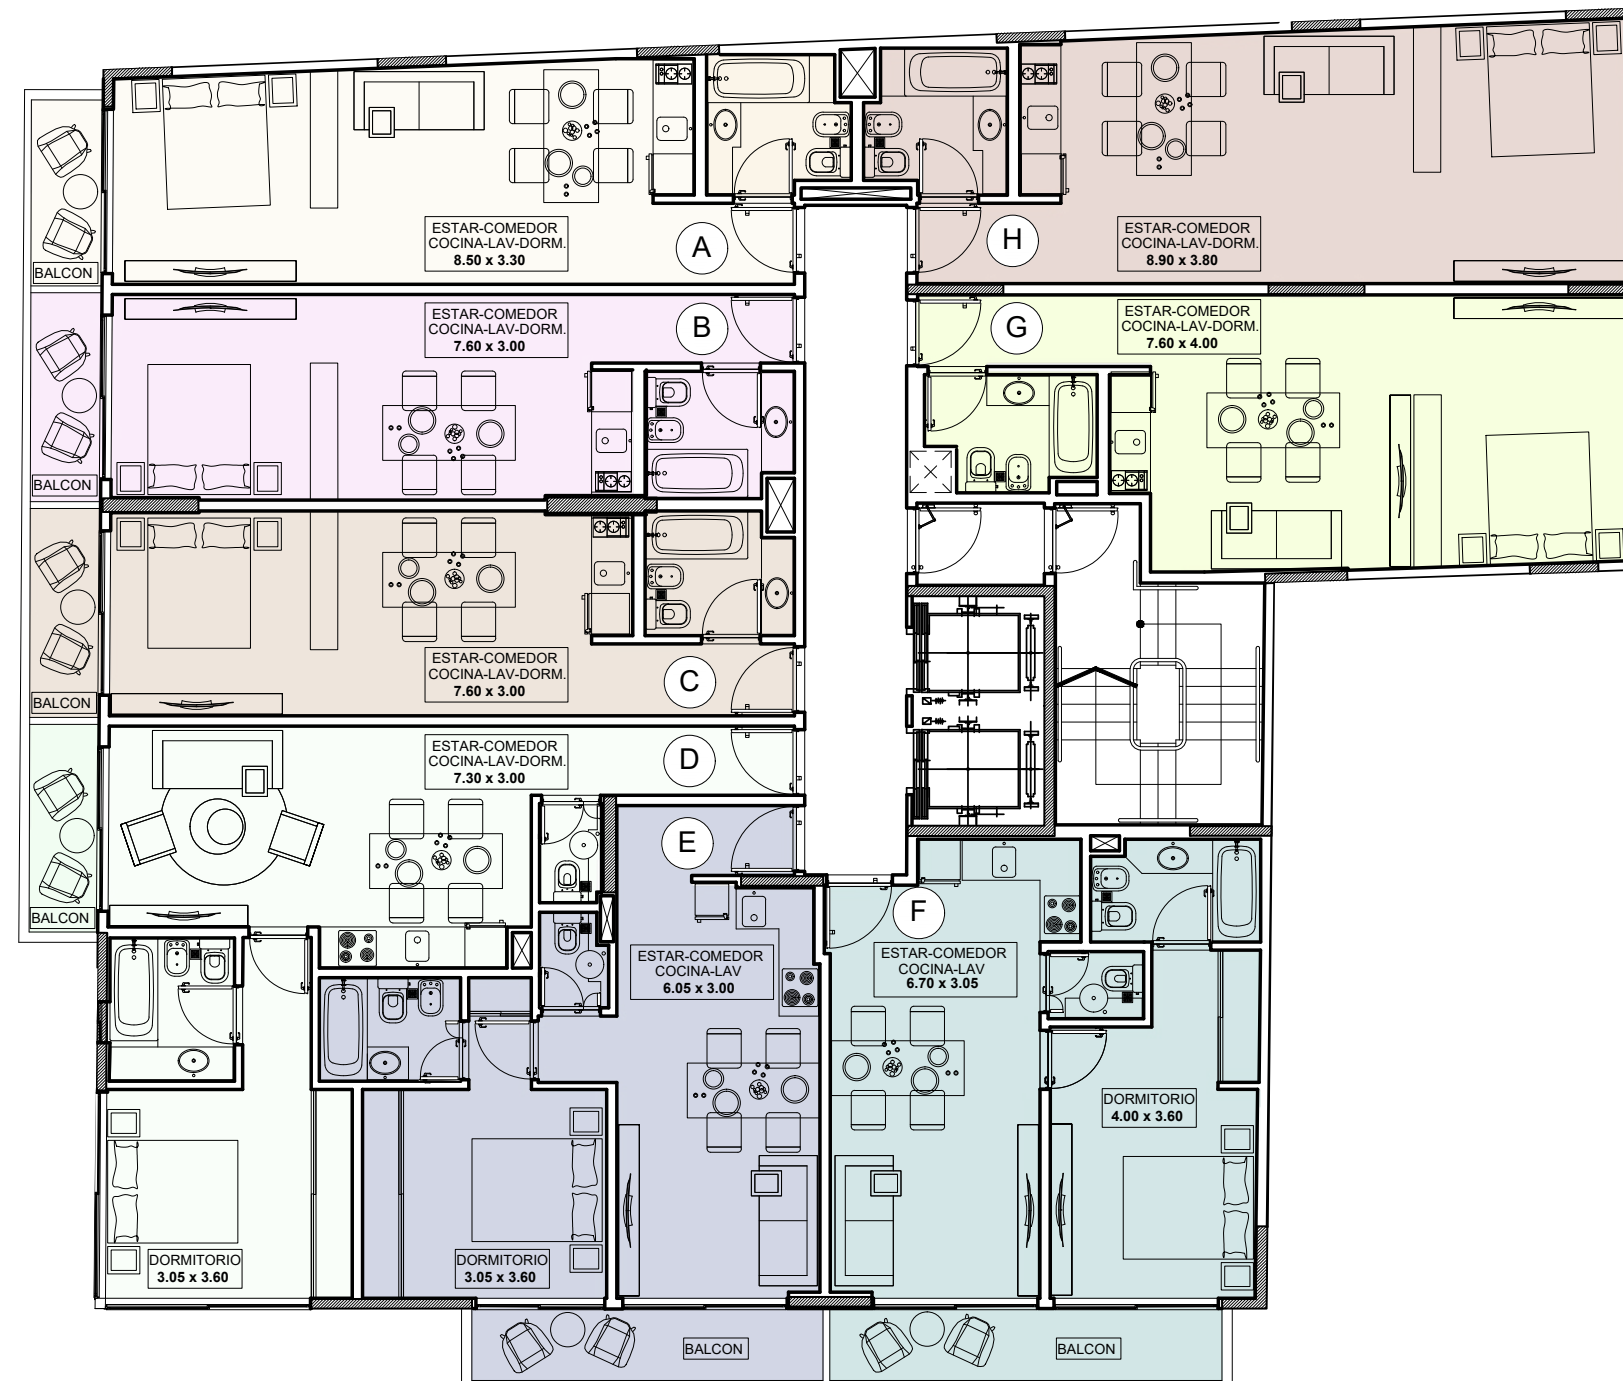 ESTAR-COMEDOR
COCINA-LAV-DORM.
8.50 x 3.30
A
H
ESTAR-COMEDOR
COCINA-LAV-DORM.
8.90 x 3.80
BALCON
ESTAR-COMEDOR
COCINA-LAV-DORM.
7.60 x 3.00
B
G
ESTAR-COMEDOR
COCINA-LAV-DORM.
7.60 x 4.00
BALCON
ESTAR-COMEDOR
COCINA-LAV-DORM.
7.60 x 3.00
C
BALCON
ESTAR-COMEDOR
COCINA-LAV-DORM.
7.30 x 3.00
D
E
BALCON
F
ESTAR-COMEDOR
COCINA-LAV
6.05 x 3.00
ESTAR-COMEDOR
COCINA-LAV
6.70 x 3.05
DORMITORIO
4.00 x 3.60
DORMITORIO
3.05 x 3.60
DORMITORIO
3.05 x 3.60
BALCON
BALCON